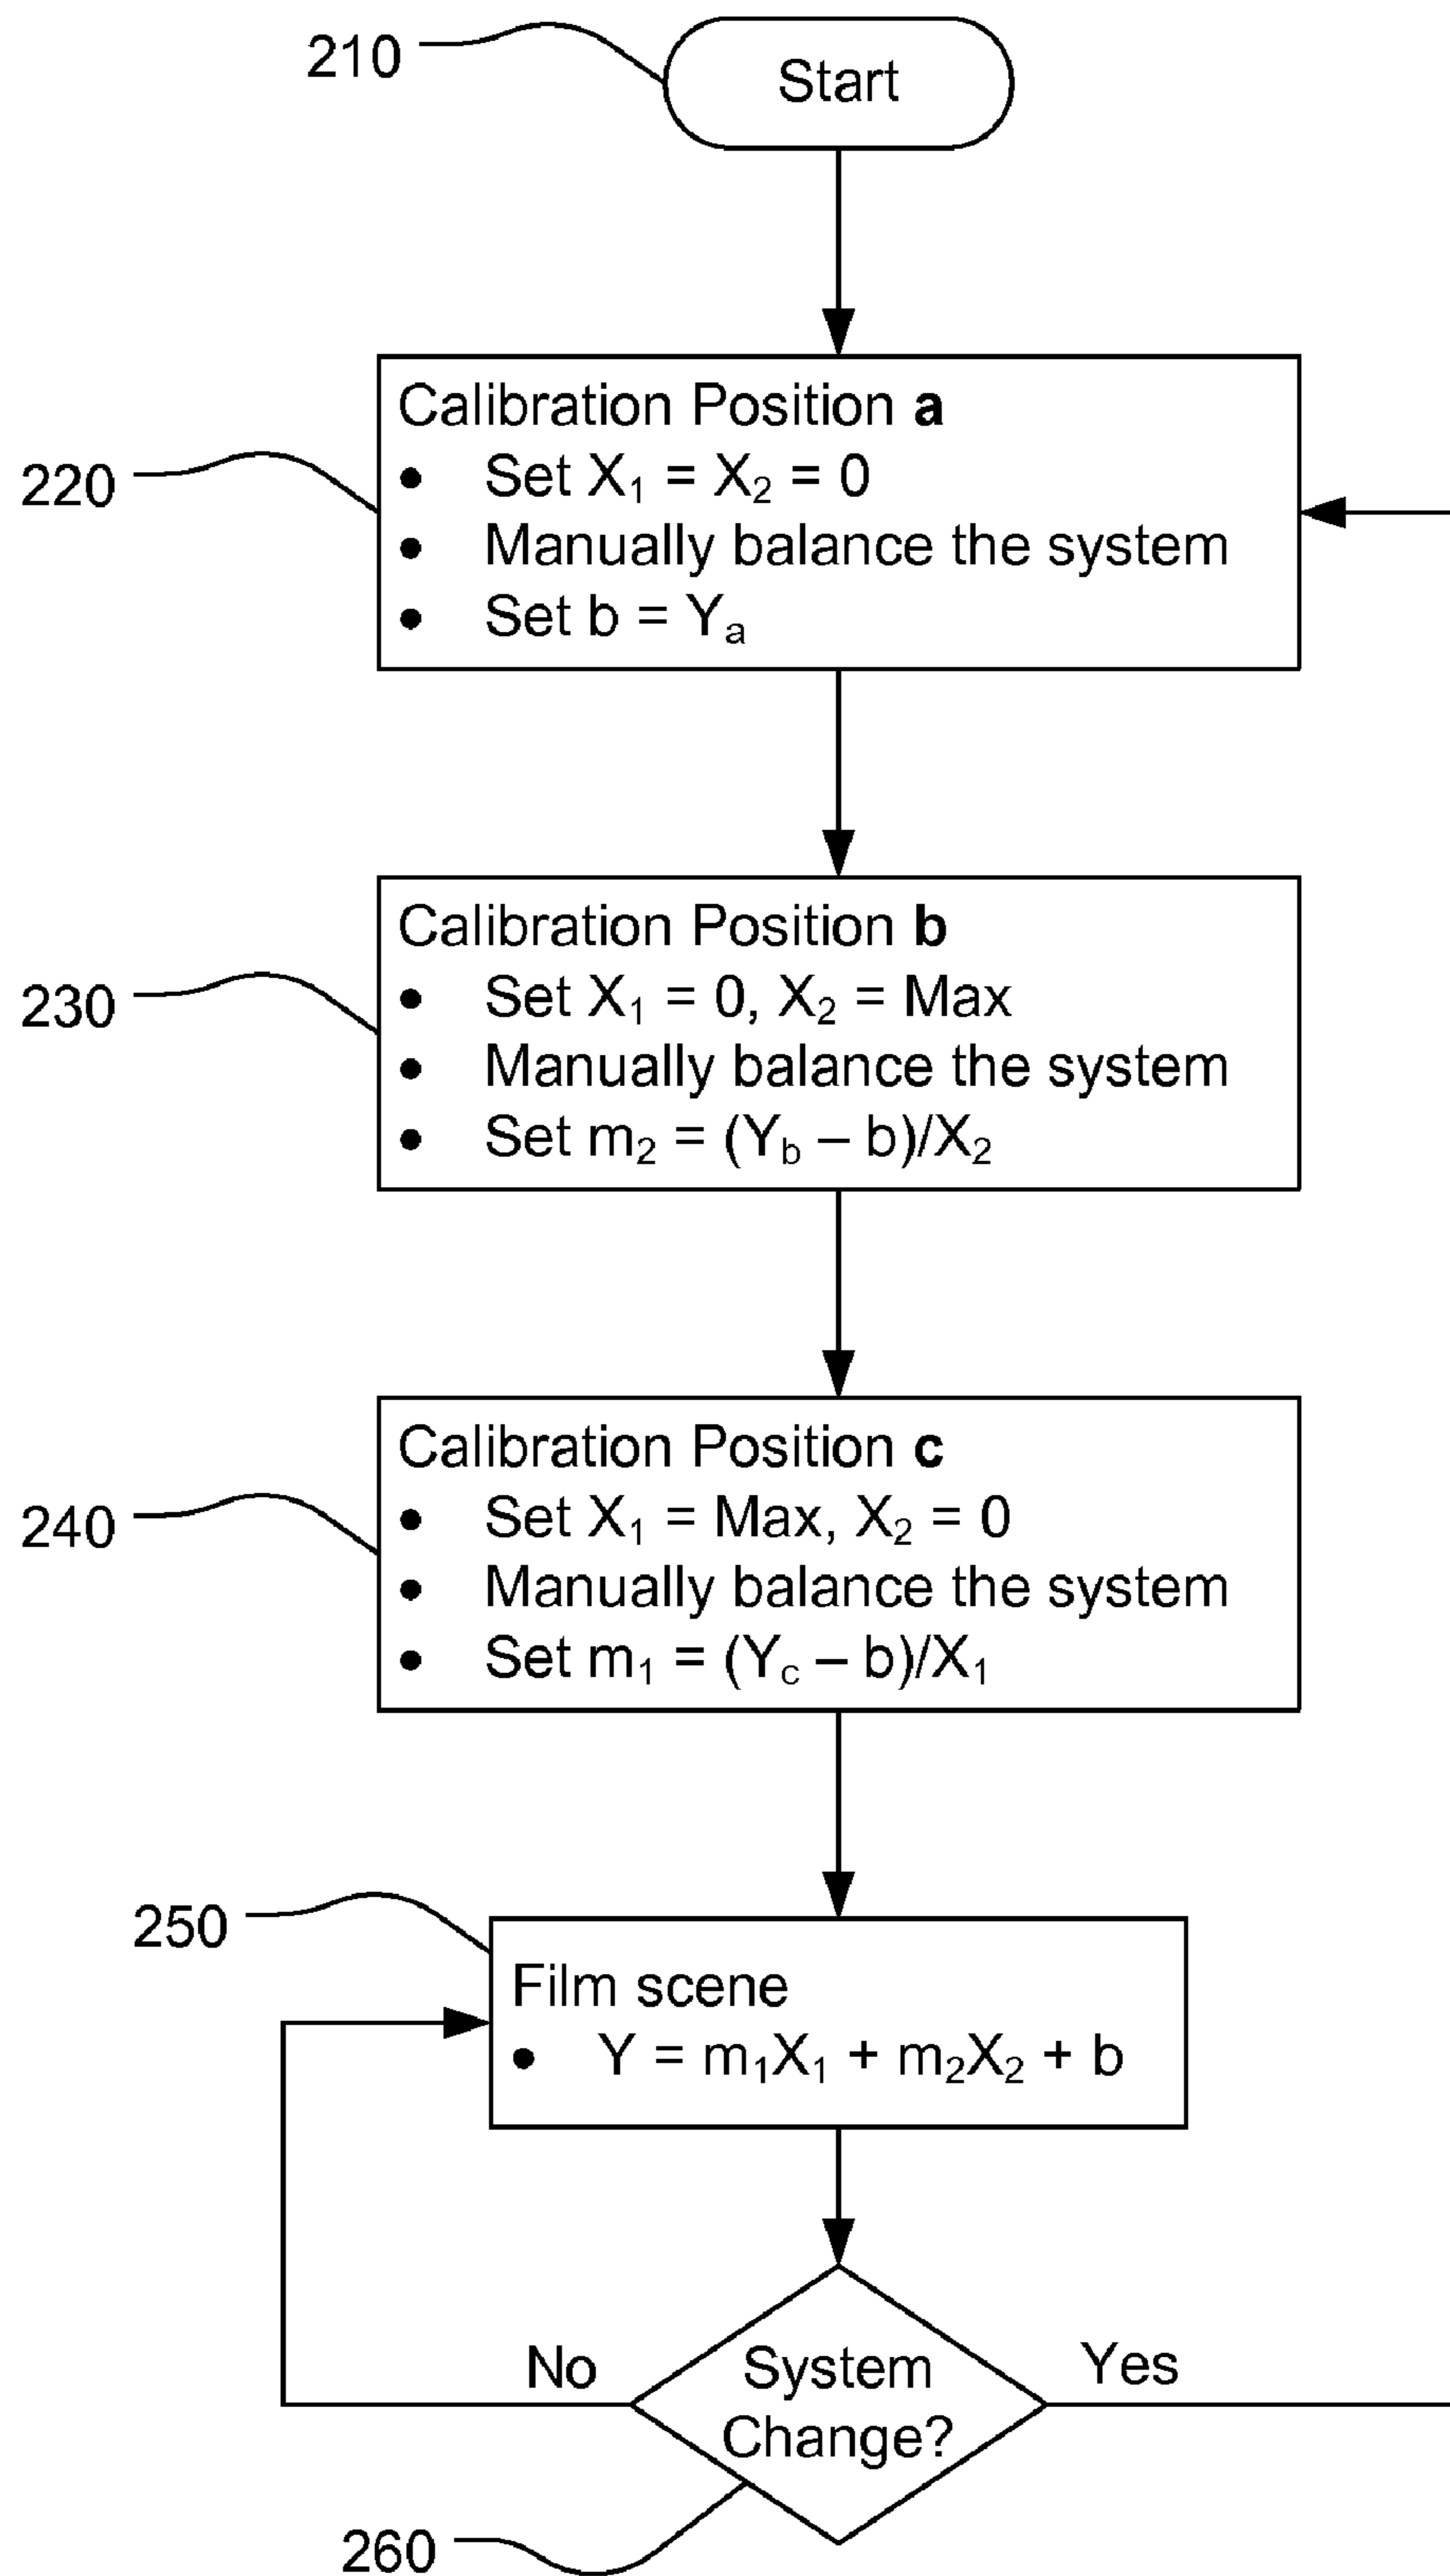 210
Start
220
Calibration Position a
• Set X₁ = X₂ = 0
• Manually balance the system
• Set b = Yₐ
230
Calibration Position b
• Set X₁ = 0, X₂ = Max
• Manually balance the system
• Set m₂ = (Y_b – b)/X₂
240
Calibration Position c
• Set X₁ = Max, X₂ = 0
• Manually balance the system
• Set m₁ = (Y_c – b)/X₁
250
Film scene
• Y = m₁X₁ + m₂X₂ + b
No
System
Change?
Yes
260